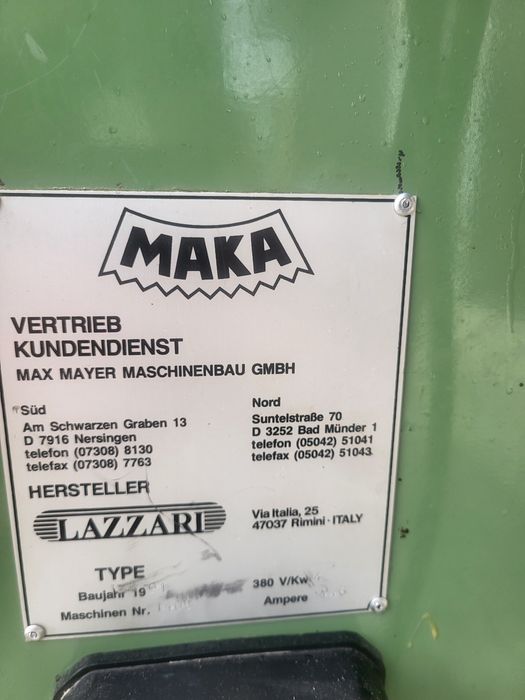 MAKA
VERTRIEB
KUNDENDIENST
MAX MAYER MASCHINENBAU GMBH
Süd
Am Schwarzen Graben 13
D 7916 Nersingen
telefon (07308) 8130
telefax (07308) 7763
Nord
Suntelstraße 70
D 3252 Bad Münder 1
telefon (05042) 51041
telefax (05042) 51043
HERSTELLER
LAZZARI
Via Italia, 25
47037 Rimini - ITALY
TYPE
Baujahr 19
380 V/Kw
Maschinen Nr.
Ampere